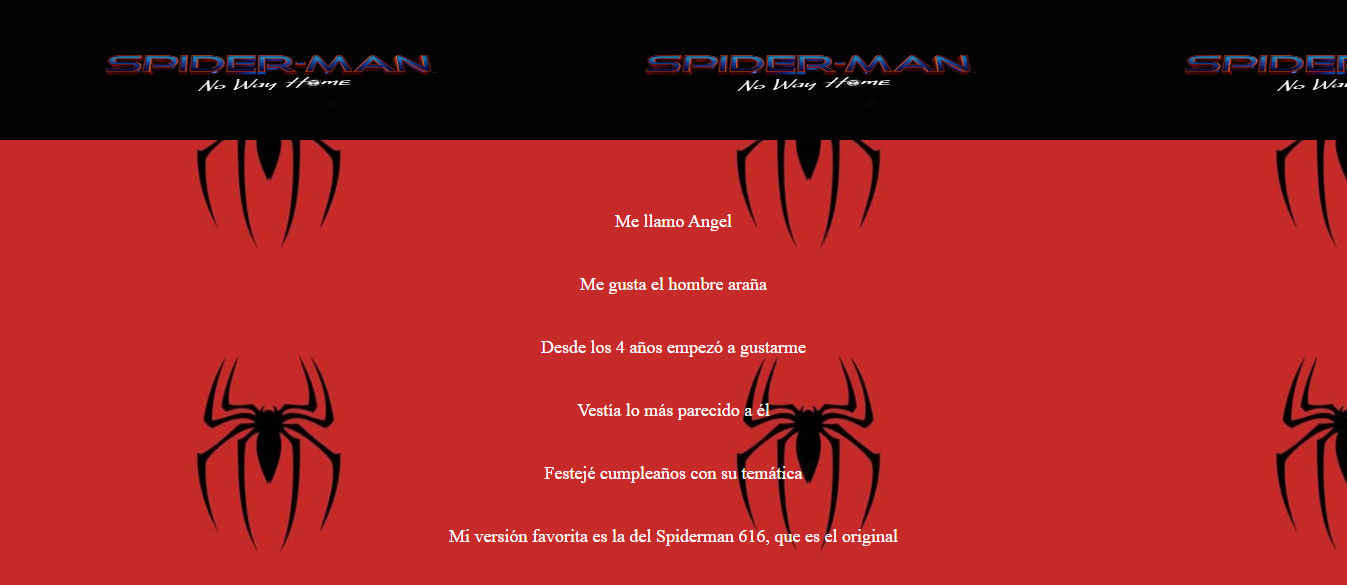 SPIDER-MAN SPIDER-MAN SPIDER
No Way Home No Way Home No Wa
Me llamo Angel
Me gusta el hombre araña
Desde los 4 años empezó a gustarme
Vestía lo más parecido a él
Festejé cumpleaños con su temática
Mi versión favorita es la del Spiderman 616, que es el original